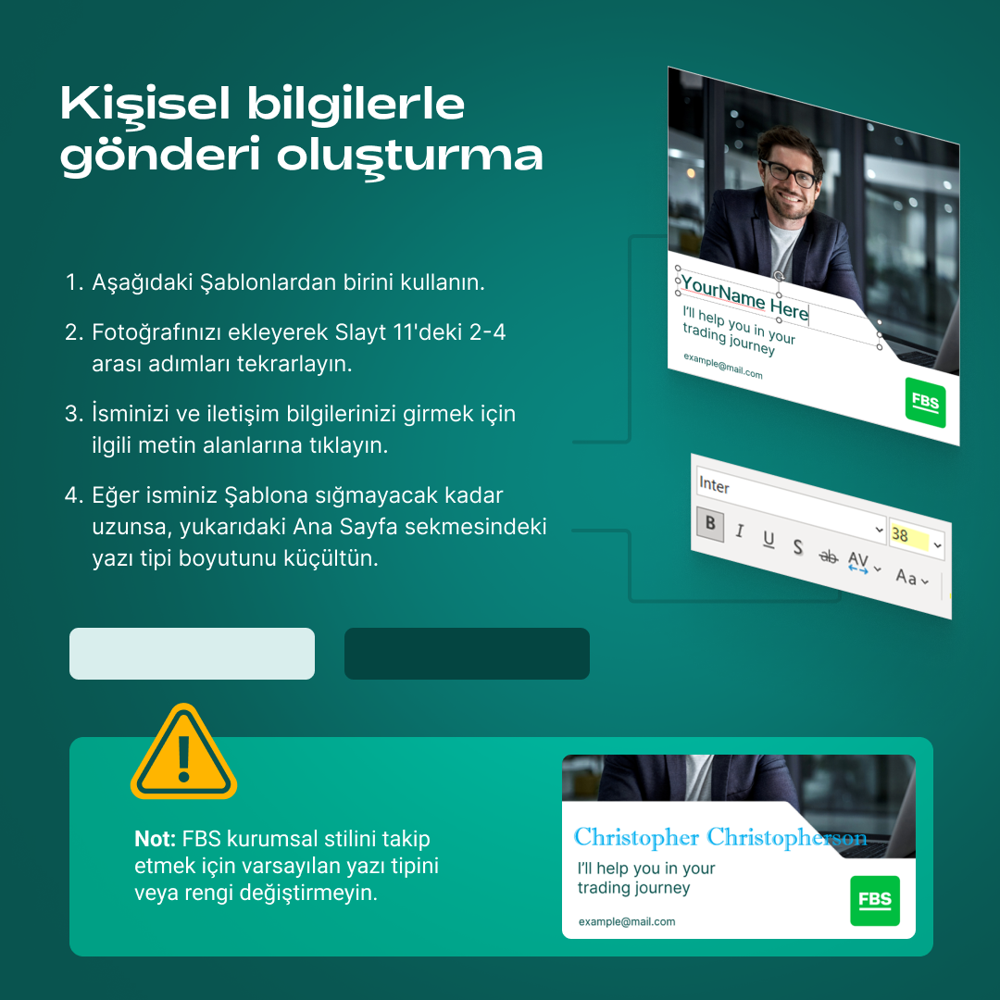 Kişisel bilgilerle
gönderi oluşturma
1. Aşağıdaki Şablonlardan birini kullanın.
2. Fotoğrafınızı ekleyerek Slayt 11'deki 2-4
arası adımları tekrarlayın.
3. İsminizi ve iletişim bilgilerinizi girmek için
ilgili metin alanlarına tıklayın.
4. Eğer isminiz Şablona sığmayacak kadar
uzunsa, yukarıdaki Ana Sayfa sekmesindeki
yazı tipi boyutunu küçültün.
YourName Here
I'll help you in your
trading journey
example@mail.com
FBS
Inter
38
B I U S ab AV Aa
Not: FBS kurumsal stilini takip
etmek için varsayılan yazı tipini
veya rengi değiştirmeyin.
Christopher Christopherson
I'll help you in your
trading journey
example@mail.com
FBS